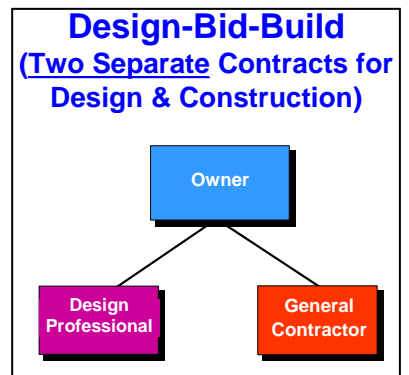 Design-Bid-Build
(Two Separate Contracts for
Design & Construction)
Owner
Design
Professional
General
Contractor